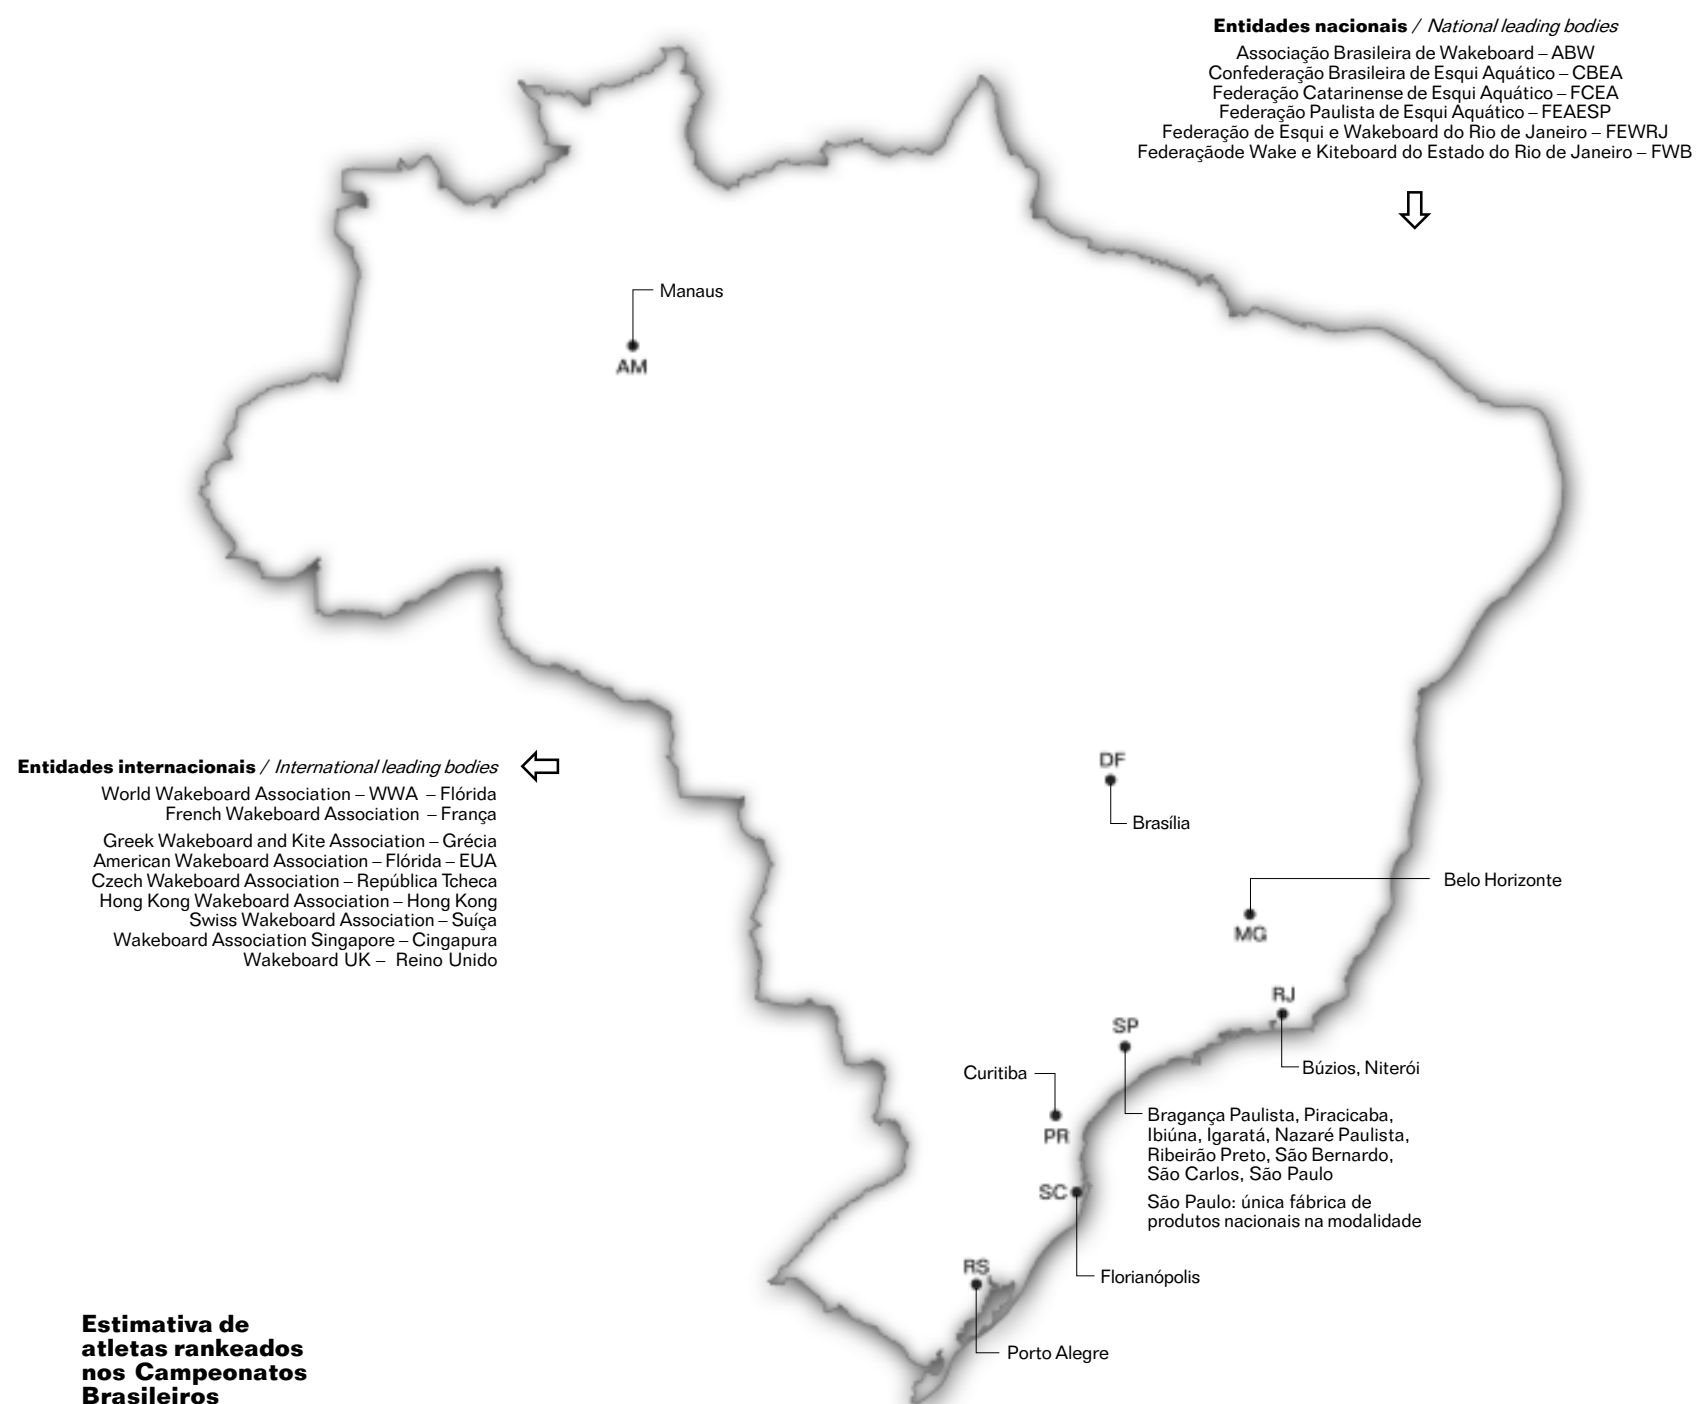 Entidades nacionais / National leading bodies
Associação Brasileira de Wakeboard – ABW
Confederação Brasileira de Esqui Aquático – CBEA
Federação Catarinense de Esqui Aquático – FCEA
Federação Paulista de Esqui Aquático – FEAESP
Federação de Esqui e Wakeboard do Rio de Janeiro – FEWRJ
Federaçãode Wake e Kiteboard do Estado do Rio de Janeiro – FWB
Manaus
AM
Entidades internacionais / International leading bodies
World Wakeboard Association – WWA – Flórida
French Wakeboard Association – França
Greek Wakeboard and Kite Association – Grécia
American Wakeboard Association – Flórida – EUA
Czech Wakeboard Association – República Tcheca
Hong Kong Wakeboard Association – Hong Kong
Swiss Wakeboard Association – Suíça
Wakeboard Association Singapore – Cingapura
Wakeboard UK – Reino Unido
DF
Brasília
Belo Horizonte
MG
RJ
Búzios, Niterói
SP
Bragança Paulista, Piracicaba,
Ibiúna, Igaratá, Nazaré Paulista,
Ribeirão Preto, São Bernardo,
São Carlos, São Paulo
São Paulo: única fábrica de
produtos nacionais na modalidade
Curitiba
PR
SC
Florianópolis
RS
Porto Alegre
Estimativa de
atletas rankeados
nos Campeonatos
Brasileiros